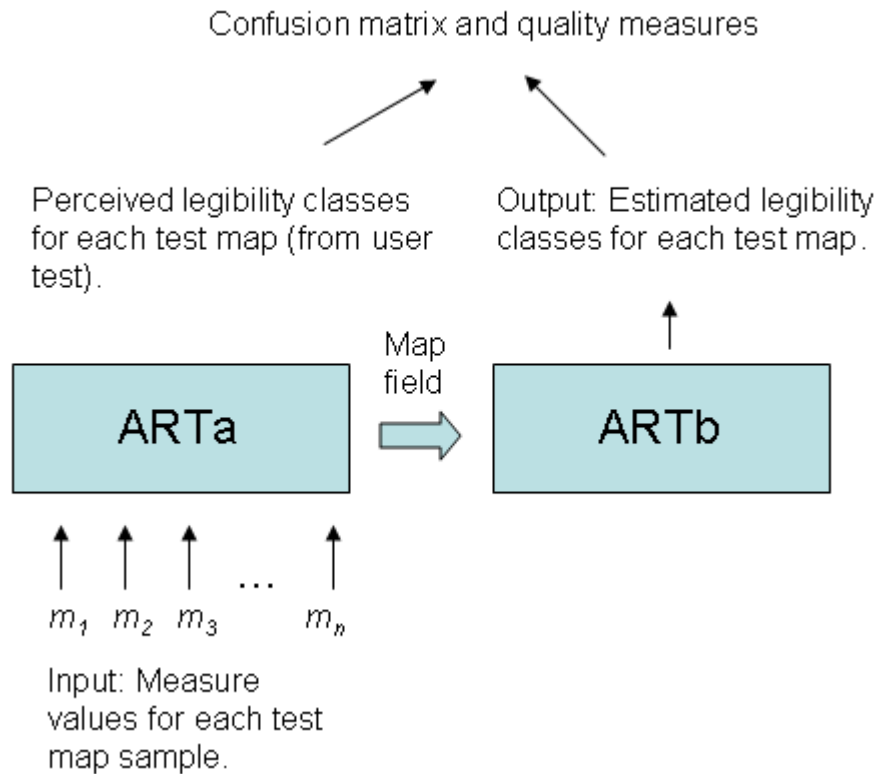 Confusion matrix and quality measures
Perceived legibility classes
for each test map (from user
test).
Output: Estimated legibility
classes for each test map.
Map
field
ARTa
ARTb
m1 m2 m3 ... mn
Input: Measure
values for each test
map sample.